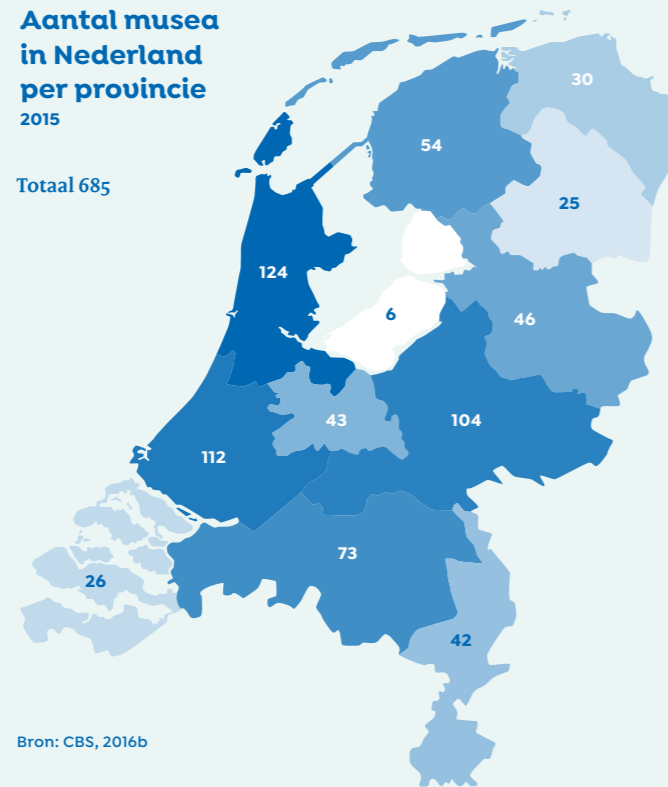 Aantal musea
in Nederland
per provincie
2015
Totaal 685
30
54
25
124
6
46
43
104
112
73
26
42
Bron: CBS, 2016b